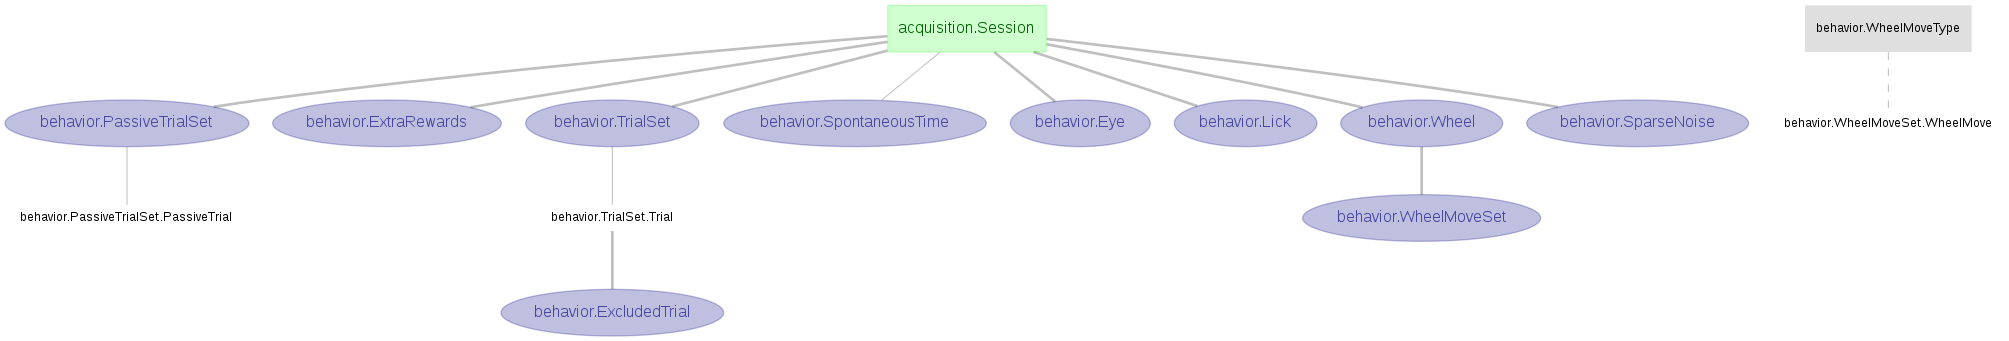 acquisition.Session
behavior.WheelMoveType
behavior.PassiveTrialSet
behavior.ExtraRewards
behavior.TrialSet
behavior.SpontaneousTime
behavior.Eye
behavior.Lick
behavior.Wheel
behavior.SparseNoise
behavior.WheelMoveSet.WheelMove
behavior.PassiveTrialSet.PassiveTrial
behavior.TrialSet.Trial
behavior.WheelMoveSet
behavior.ExcludedTrial